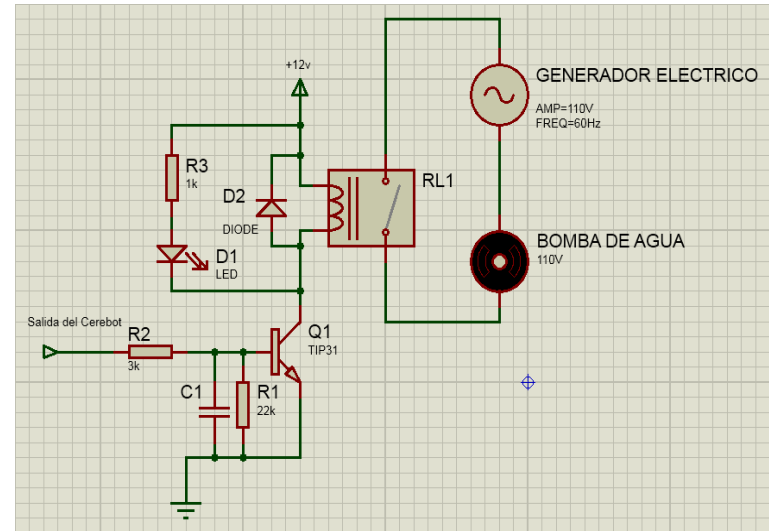 +12v
GENERADOR ELECTRICO
AMP=110V
FREQ=60Hz
R3
1k
D2
DIODE
RL1
D1
LED
BOMBA DE AGUA
110V
Salida del Cerebot
R2
3k
Q1
TIP31
C1
R1
22k